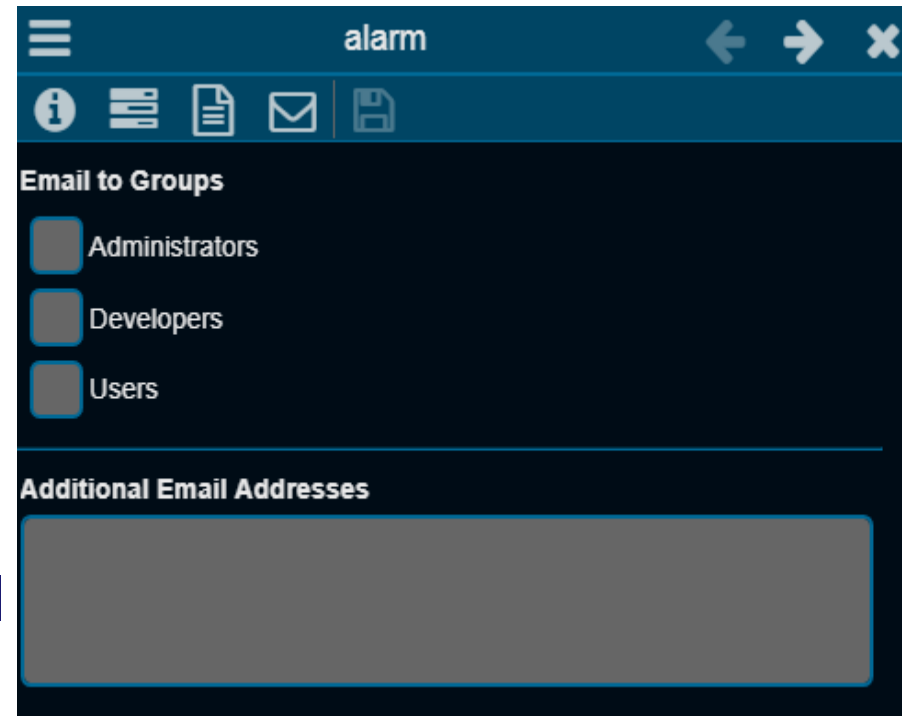 alarm
Email to Groups
Administrators
Developers
Users
Additional Email Addresses